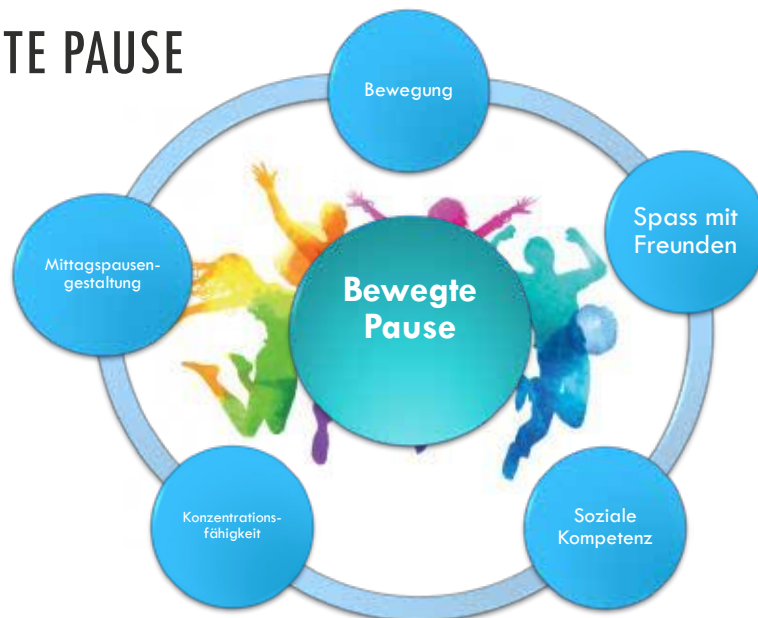 TE PAUSE
Bewegung
Spass mit
Freunden
Mittagspausen-
gestaltung
Bewegte
Pause
Konzentrations-
fähigkeit
Soziale
Kompetenz